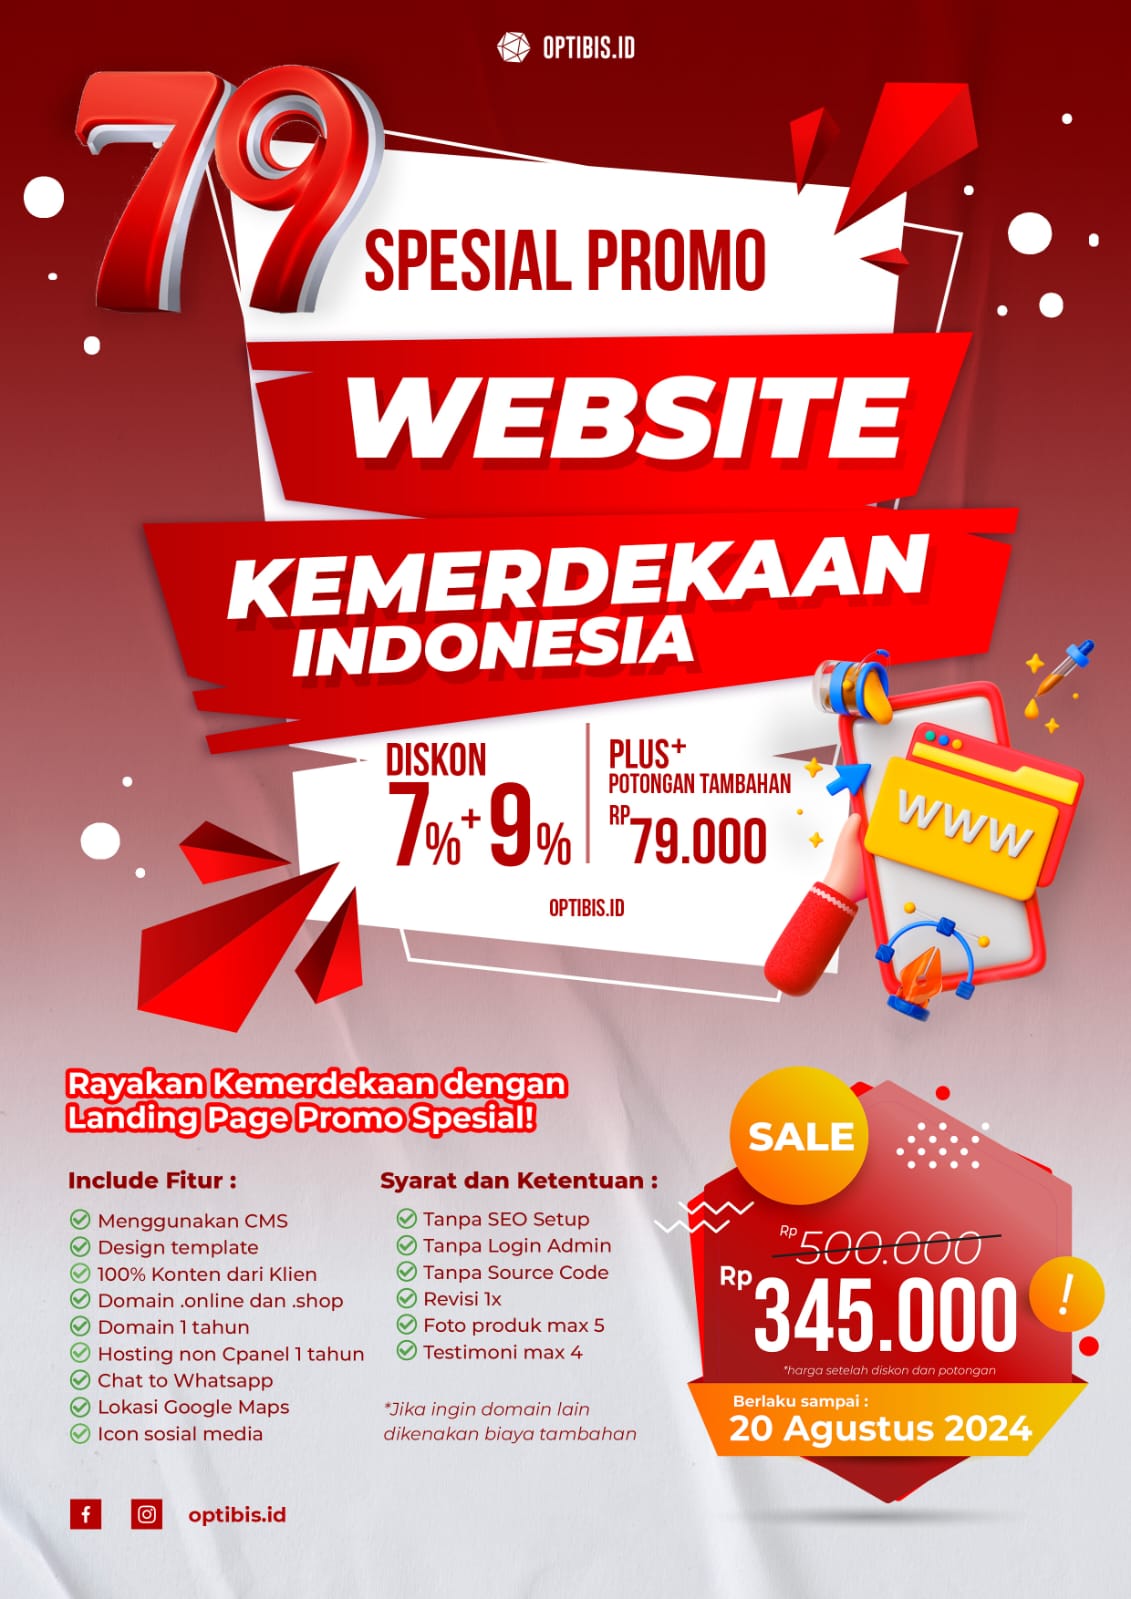 OPTIBIS.ID
79
SPESIAL PROMO
WEBSITE
KEMERDEKAAN
INDONESIA
DISKON
7%+9%
PLUS+
POTONGAN TAMBAHAN
RP79.000
OPTIBIS.ID
WWW
Rayakan Kemerdekaan dengan
Landing Page Promo Spesial!
Include Fitur :
Menggunakan CMS
Design template
100% Konten dari Klien
Domain .online dan .shop
Domain 1 tahun
Hosting non Cpanel 1 tahun
Chat to Whatsapp
Lokasi Google Maps
Icon sosial media
Syarat dan Ketentuan :
Tanpa SEO Setup
Tanpa Login Admin
Tanpa Source Code
Revisi 1x
Foto produk max 5
Testimoni max 4
*Jika ingin domain lain
dikenakan biaya tambahan
SALE
Rp500.000
Rp345.000
!
*harga setelah diskon dan potongan
Berlaku sampai :
20 Agustus 2024
optibis.id